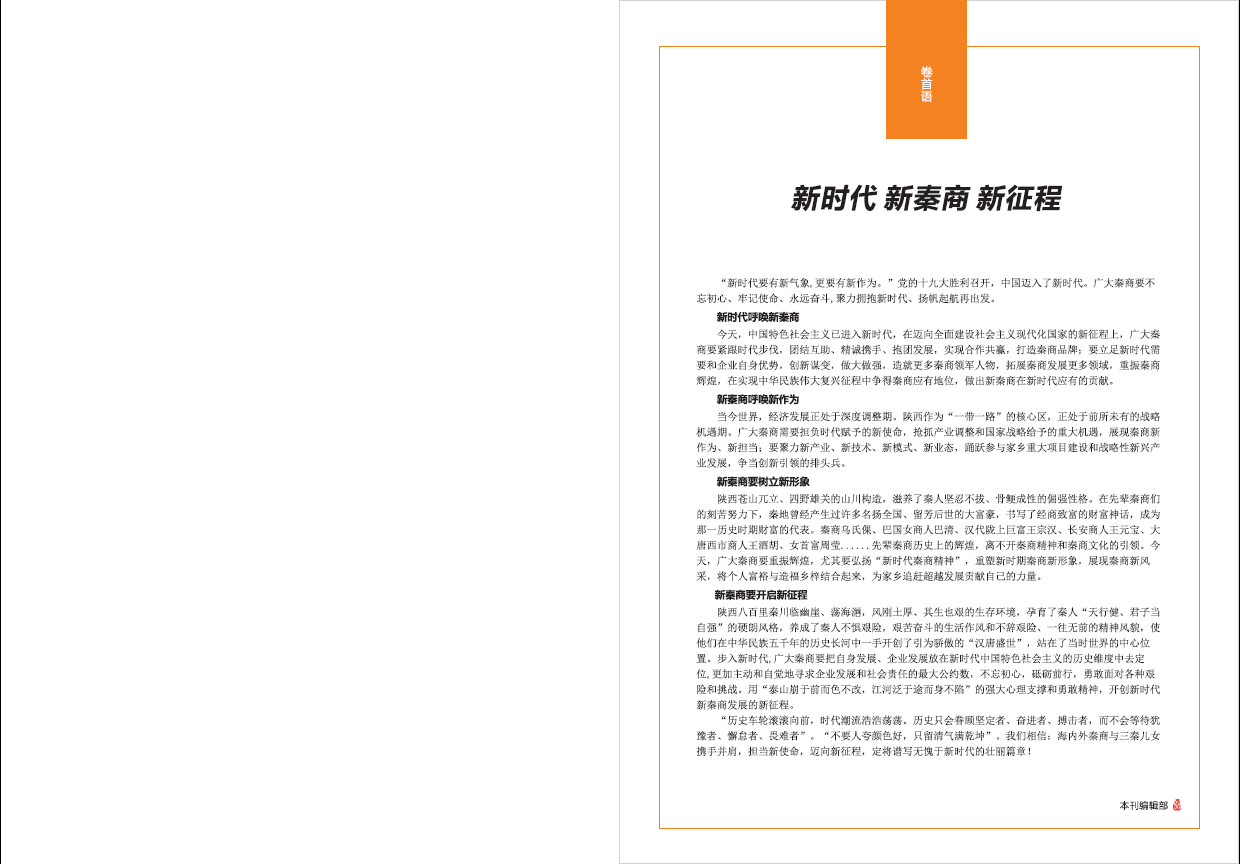 卷首语
新时代 新秦商 新征程
“新时代要有新气象,更要有新作为。”党的十九大胜利召开，中国迈入了新时代。广大秦商要不
忘初心、牢记使命、永远奋斗,聚力拥抱新时代、扬帆起航再出发。
新时代呼唤新秦商
今天，中国特色社会主义已进入新时代，在迈向全面建设社会主义现代化国家的新征程上，广大秦
商要紧跟时代步伐，团结互助、精诚携手、抱团发展，实现合作共赢，打造秦商品牌；要立足新时代需
要和企业自身优势，创新谋变，做大做强，造就更多秦商领军人物，拓展秦商发展更多领域，重振秦商
辉煌，在实现中华民族伟大复兴征程中争得秦商应有地位，做出新秦商在新时代应有的贡献。
新秦商呼唤新作为
当今世界，经济发展正处于深度调整期。陕西作为“一带一路”的核心区，正处于前所未有的战略
机遇期。广大秦商需要担负时代赋予的新使命，抢抓产业调整和国家战略给予的重大机遇，展现秦商新
作为、新担当；要聚力新产业、新技术、新模式、新业态，踊跃参与家乡重大项目建设和战略性新兴产
业发展，争当创新引领的排头兵。
新秦商要树立新形象
陕西苍山兀立、四野雄关的山川构造，滋养了秦人坚忍不拔、骨鲠成性的倔强性格。在先辈秦商们
的刻苦努力下，秦地曾经产生过许多名扬全国、留芳后世的大富豪，书写了经商致富的财富神话，成为
那一历史时期财富的代表。秦商乌氏倮、巴国女商人巴清、汉代陇上巨富王宗汉、长安商人王元宝、大
唐西市商人王酒胡、女首富周莹......先辈秦商历史上的辉煌，离不开秦商精神和秦商文化的引领。今
天，广大秦商要重振辉煌，尤其要弘扬“新时代秦商精神”，重塑新时期秦商新形象，展现秦商新风
采，将个人富裕与造福乡梓结合起来，为家乡追赶超越发展贡献自己的力量。
新秦商要开启新征程
陕西八百里秦川临幽崖、荡海溷，风刚土厚、其生也艰的生存环境，孕育了秦人“天行健、君子当
自强”的硬朗风格，养成了秦人不惧艰险，艰苦奋斗的生活作风和不辞艰险、一往无前的精神风貌，使
他们在中华民族五千年的历史长河中一手开创了引为骄傲的“汉唐盛世”，站在了当时世界的中心位
置。步入新时代,广大秦商要把自身发展、企业发展放在新时代中国特色社会主义的历史维度中去定
位,更加主动和自觉地寻求企业发展和社会责任的最大公约数，不忘初心，砥砺前行，勇敢面对各种艰
险和挑战。用“泰山崩于前而色不改，江河泛于途而身不陷”的强大心理支撑和勇敢精神，开创新时代
新秦商发展的新征程。
“历史车轮滚滚向前，时代潮流浩浩荡荡。历史只会眷顾坚定者、奋进者、搏击者，而不会等待犹
豫者、懈怠者、畏难者”。“不要人夸颜色好，只留清气满乾坤”。我们相信：海内外秦商与三秦儿女
携手并肩，担当新使命，迈向新征程，定将谱写无愧于新时代的壮丽篇章！
本刊编辑部